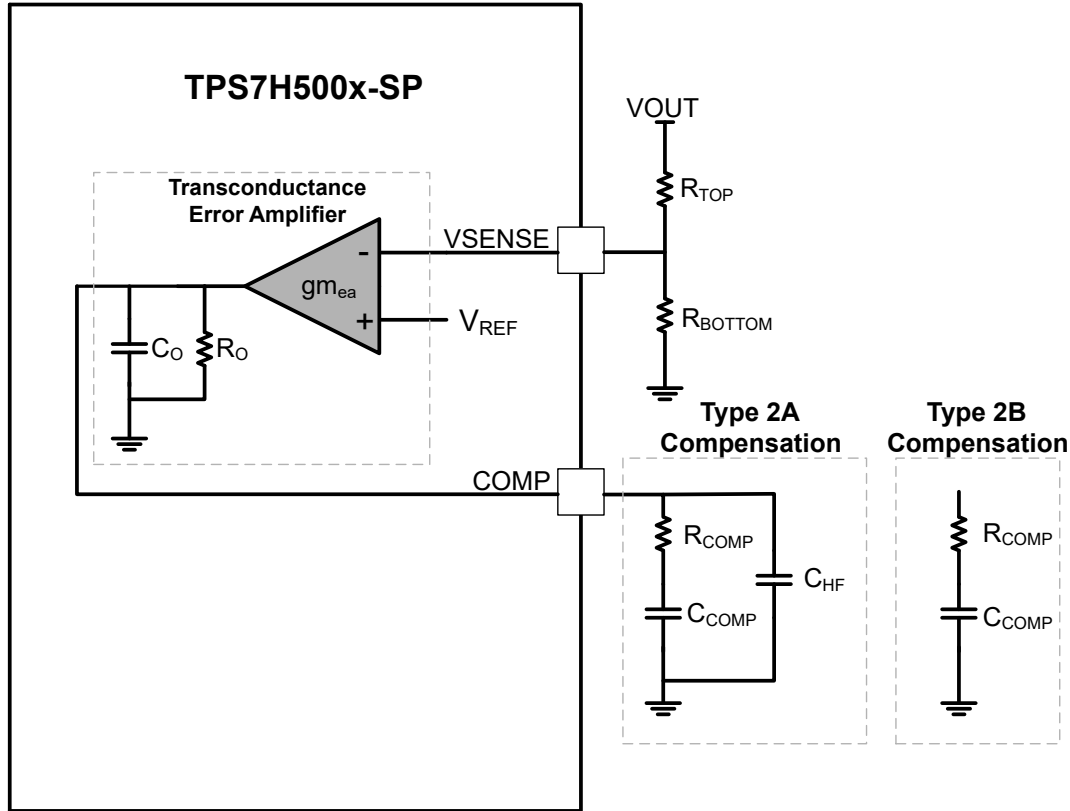 TPS7H500x-SP
VOUT
RTOP
Transconductance
Error Amplifier
VSENSE
-
gmea
+
VREF
RBOTTOM
CO
RO
Type 2A
Compensation
Type 2B
Compensation
COMP
RCOMP
CHF
CCOMP
RCOMP
CCOMP